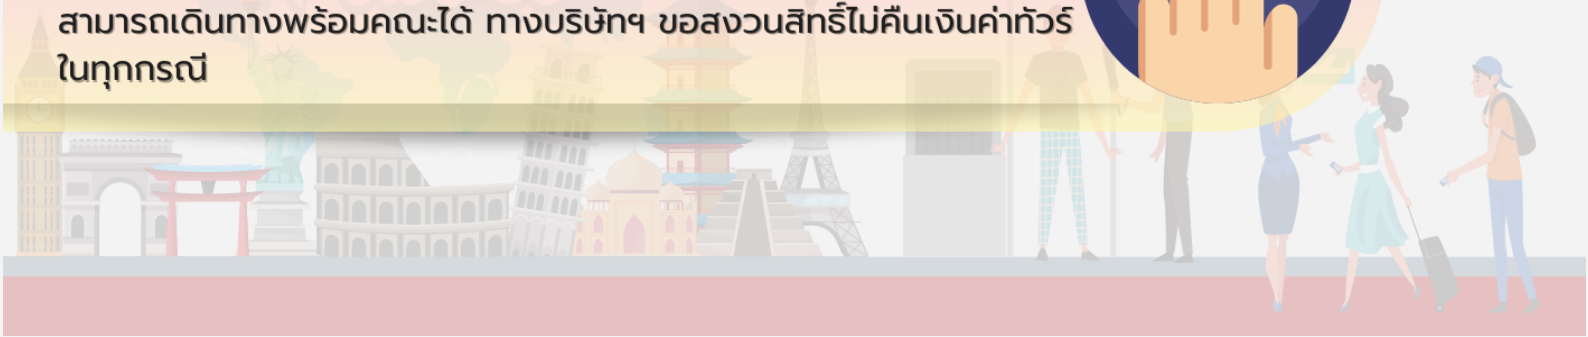 สามารถเดินทางพร้อมคณะได้ ทางบริษัทฯ ขอสงวนสิทธิ์ไม่คืนเงินค่าทัวร์
ในทุกกรณี